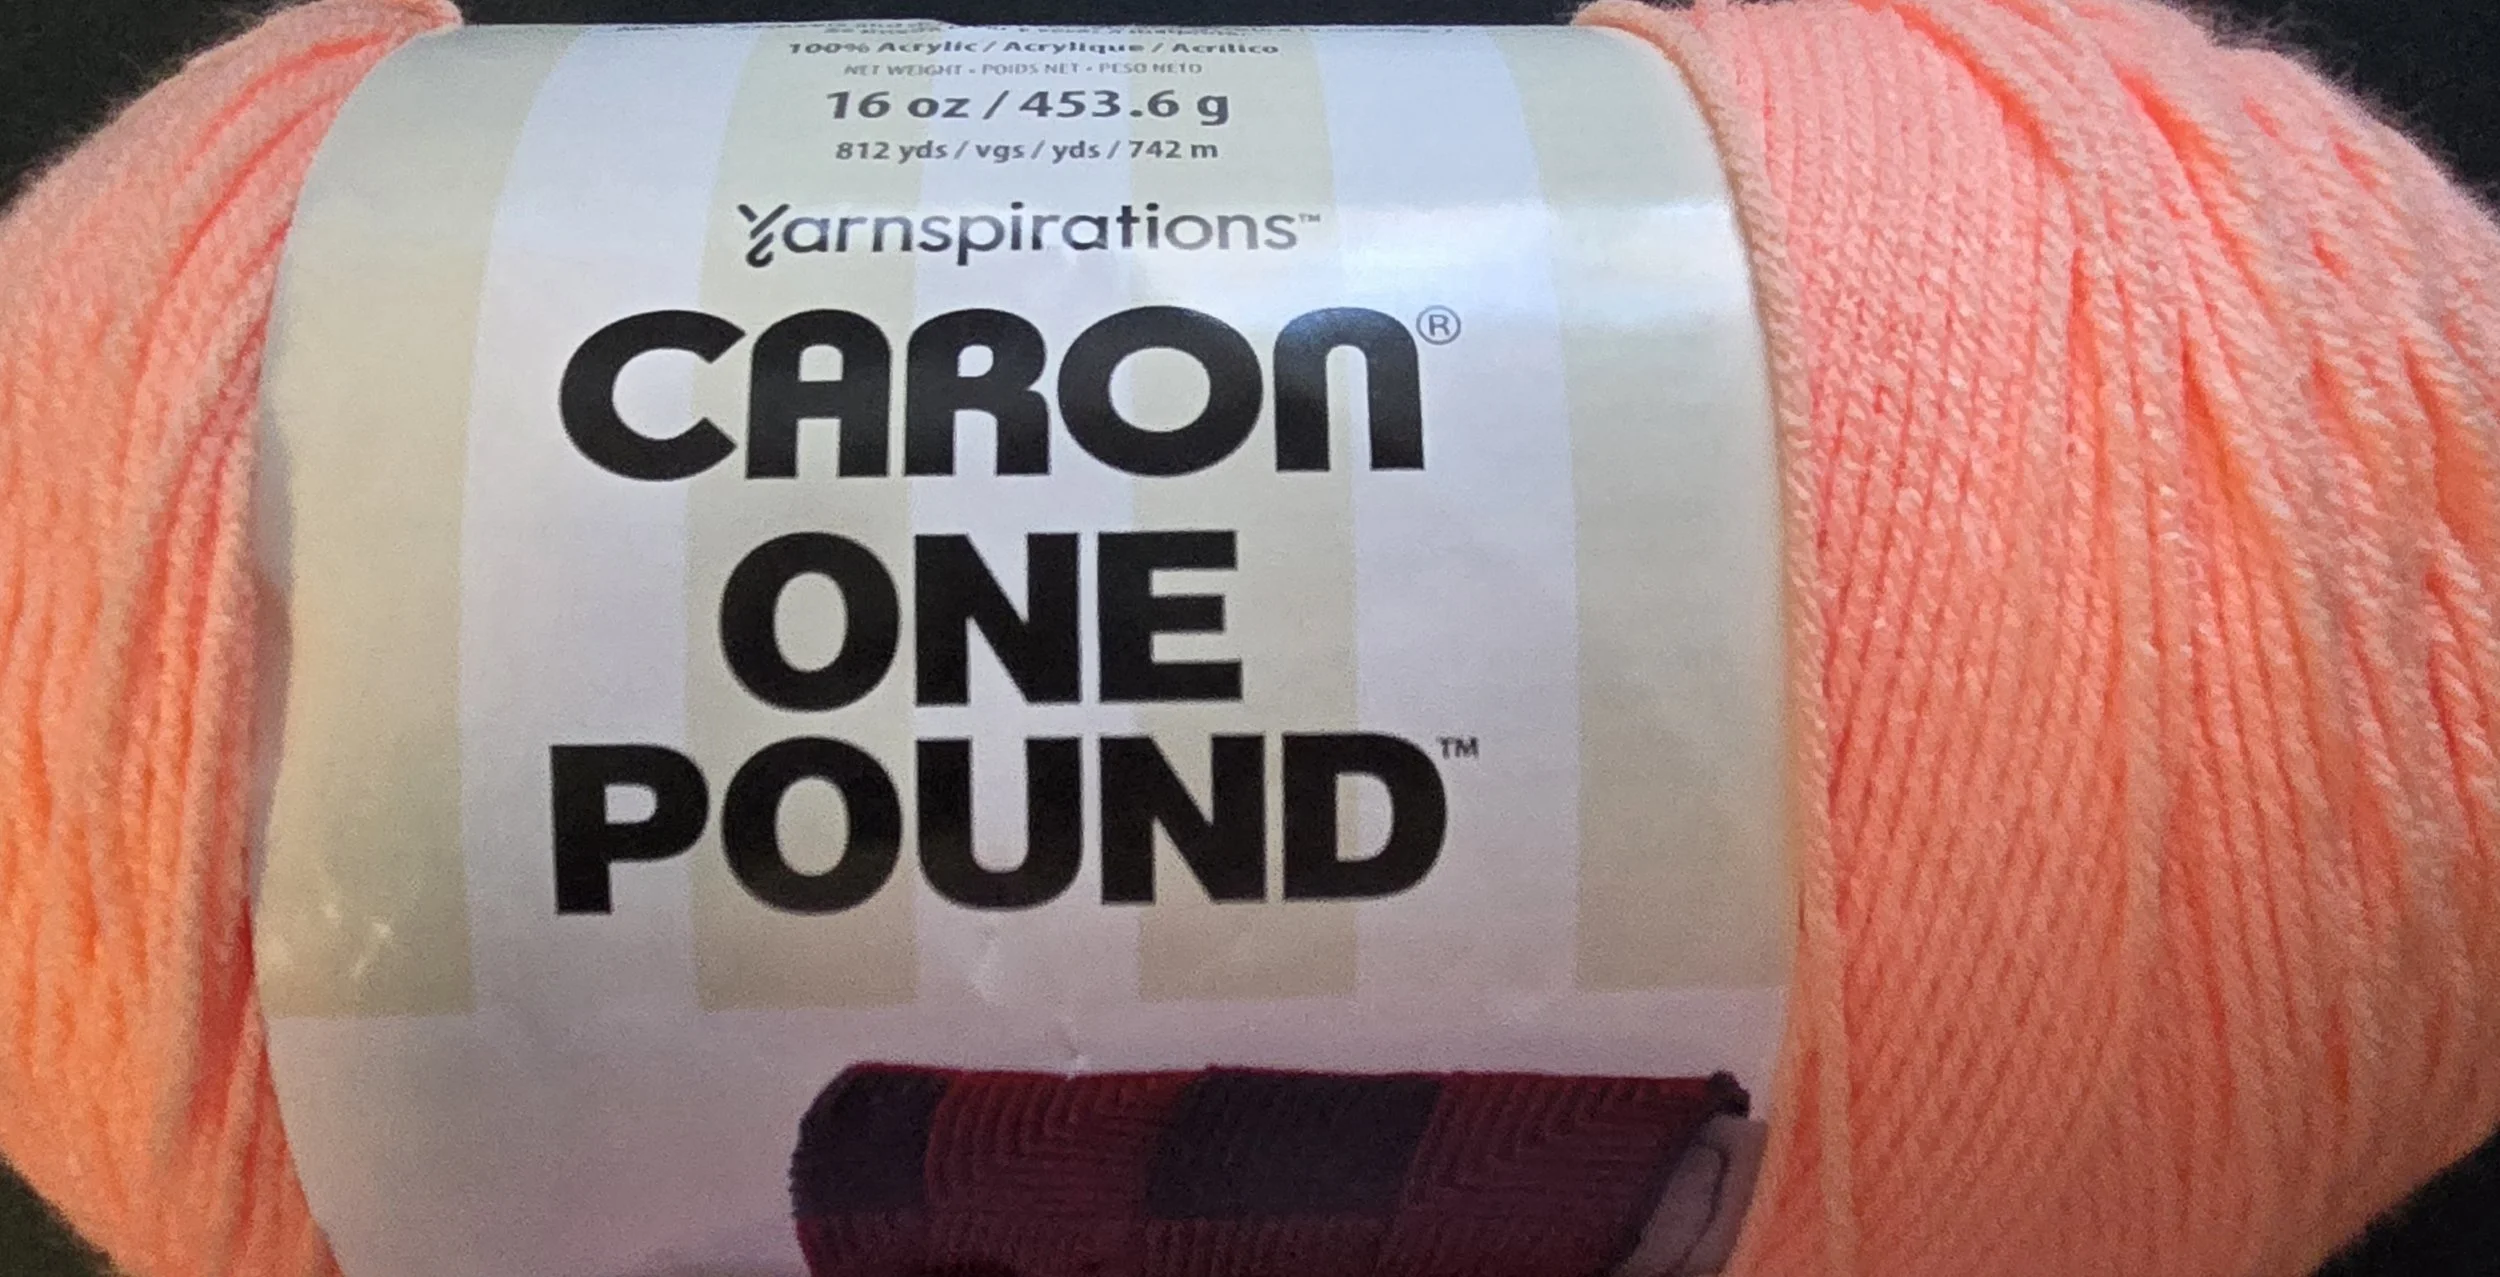 100% Acrylic / Acrylique / Acrílico
NET WEIGHT • POIDS NET • PESO NETO
16 oz / 453.6 g
812 yds / vgs / yds / 742 m
Yarnspirations™
CARON®
ONE
POUND™